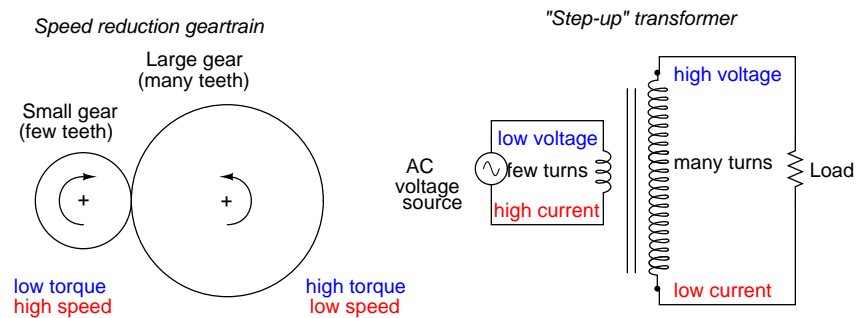 Speed reduction geartrain
Large gear
(many teeth)
Small gear
(few teeth)
+
+
low torque
high speed
high torque
low speed
"Step-up" transformer
high voltage
low voltage
AC
voltage
source
few turns
many turns
Load
high current
low current